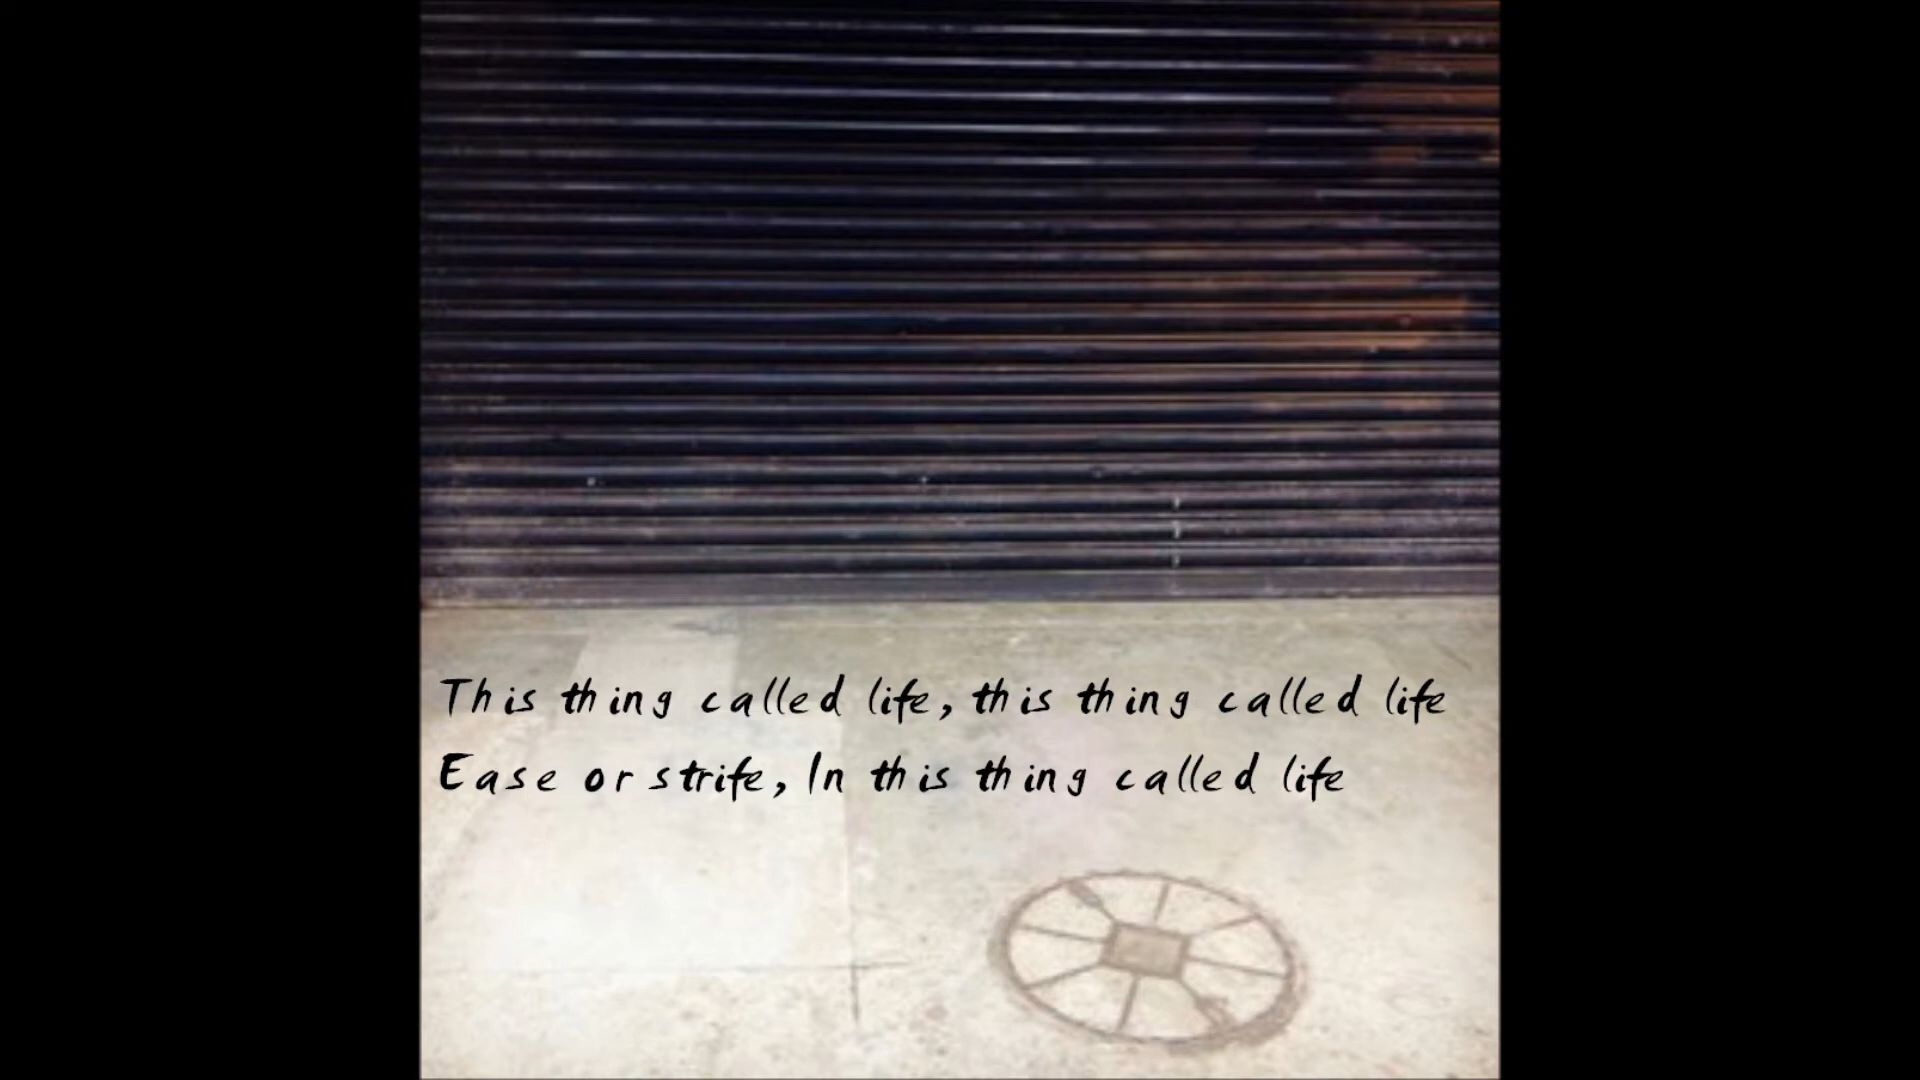 This thing called life, this thing called life
Ease or strife, In this thing called life